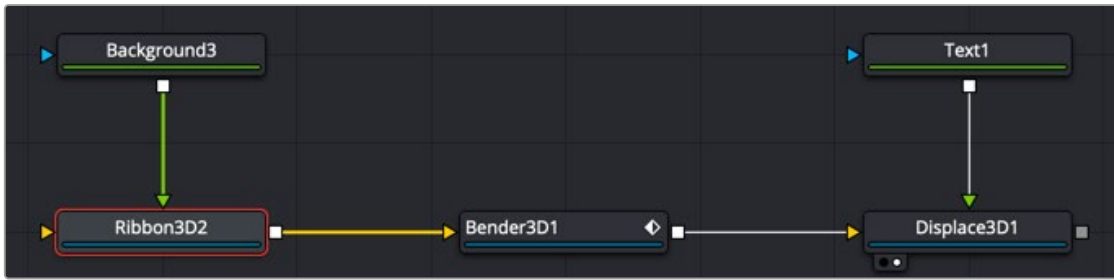 Background3
Text1
Ribbon3D2
Bender3D1
Displace3D1